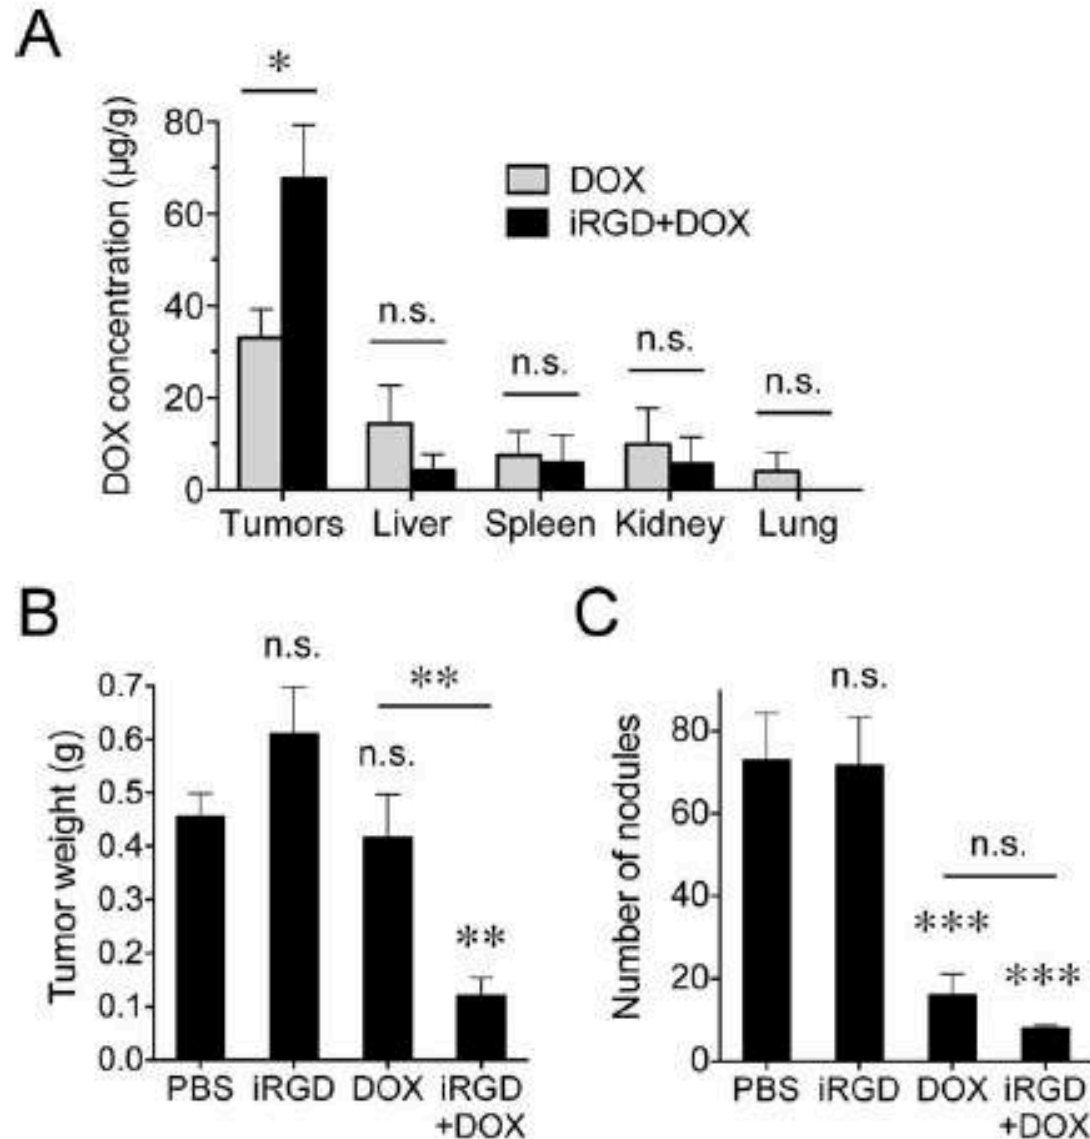 A
*
DOX concentration (µg/g)
80
60
40
20
0
DOX
iRGD+DOX
n.s.
n.s.
n.s.
n.s.
Tumors Liver Spleen Kidney Lung
B
n.s.
**
n.s.
**
Tumor weight (g)
0.7
0.6
0.5
0.4
0.3
0.2
0.1
0.0
PBS iRGD DOX iRGD
+DOX
C
n.s.
n.s.
***
***
Number of nodules
80
60
40
20
0
PBS iRGD DOX iRGD
+DOX